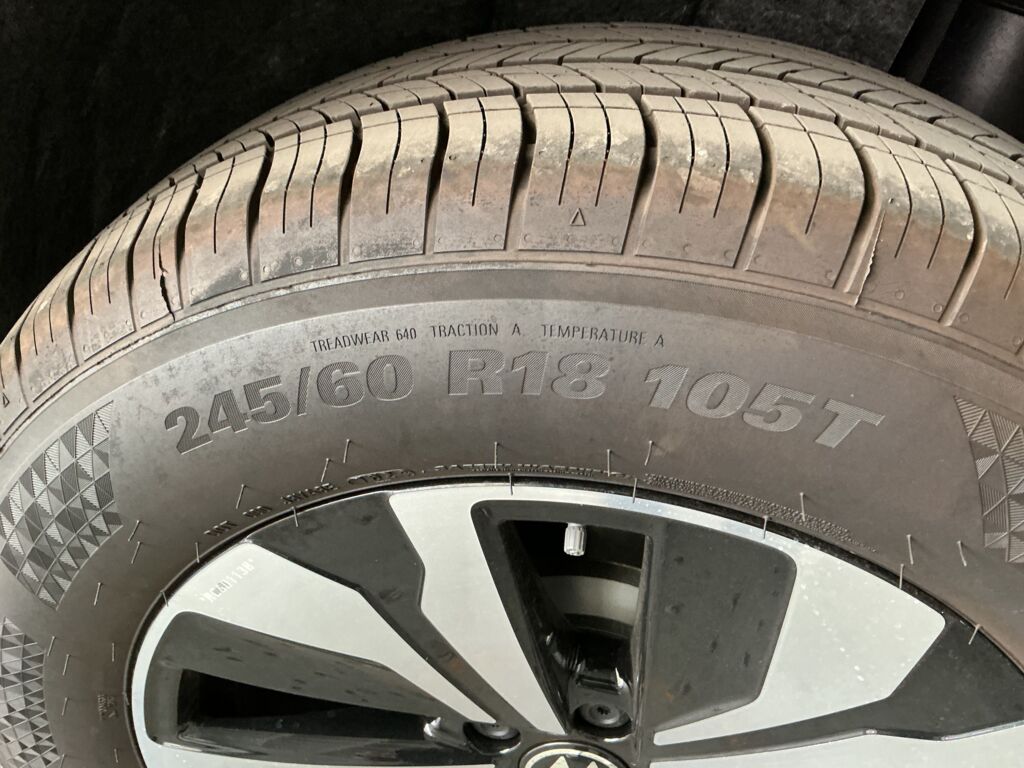 TREADWEAR 640 TRACTION A TEMPERATURE A
245/60 R18 105T